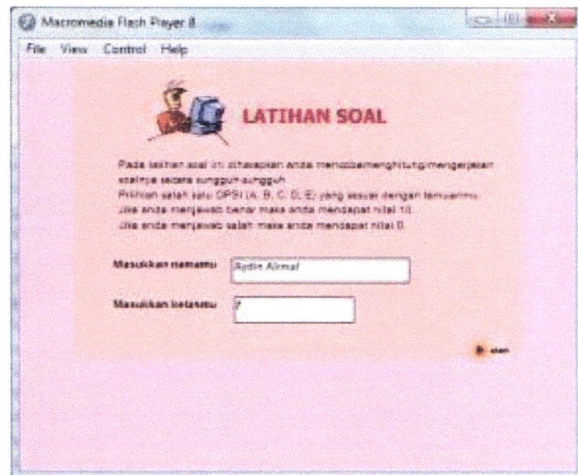 Macromedia Flash Player 8
File View Control Help
LATIHAN SOAL
Pada latihan soal ini diharapkan anda mencoba menghitung/mengerjakan
soalnya secara sungguh-sungguh
Pilihlah salah satu OPSI (A, B, C, D, E) yang sesuai dengan temuanmu
Jika anda menjawab benar maka anda mendapat nilai 10
Jika anda menjawab salah maka anda mendapat nilai 0
Masukkan namamu
Masukkan kelasmu
start